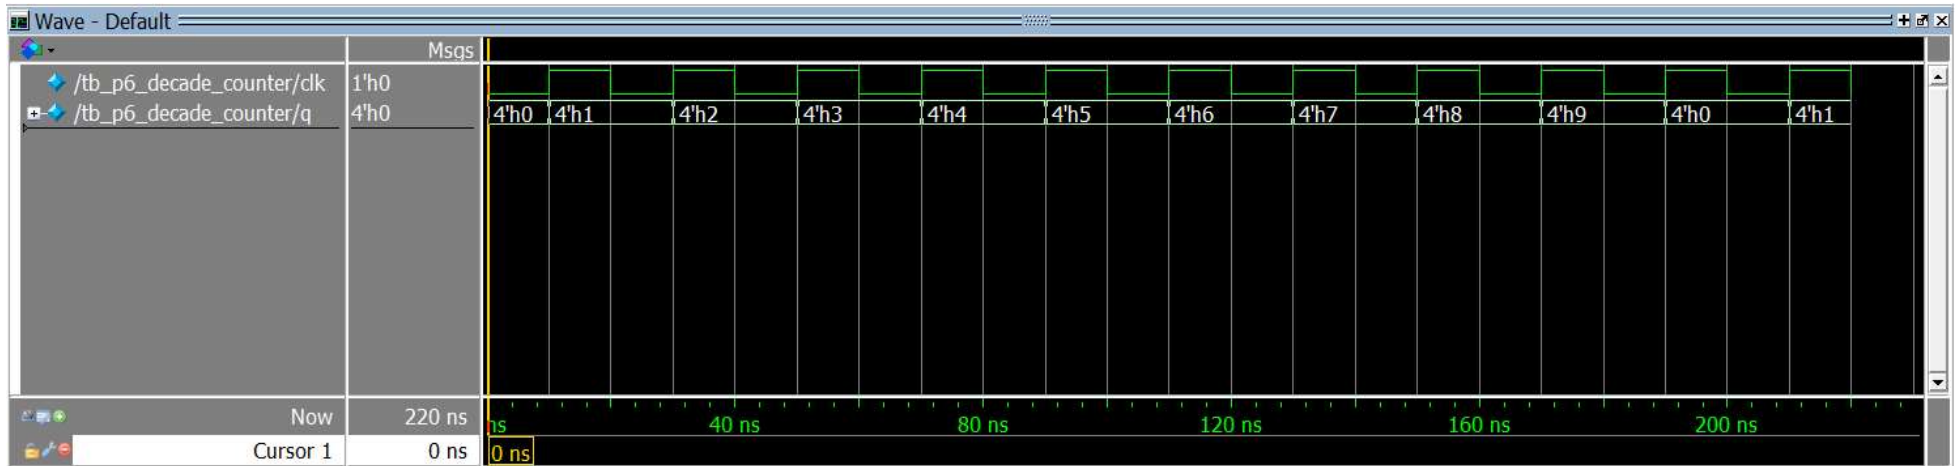 Wave - Default
Msgs
/tb_p6_decade_counter/clk 1'h0
/tb_p6_decade_counter/q 4'h0 4'h0 4'h1 4'h2 4'h3 4'h4 4'h5 4'h6 4'h7 4'h8 4'h9 4'h0 4'h1
Now 220 ns ns 40 ns 80 ns 120 ns 160 ns 200 ns
Cursor 1 0 ns 0 ns